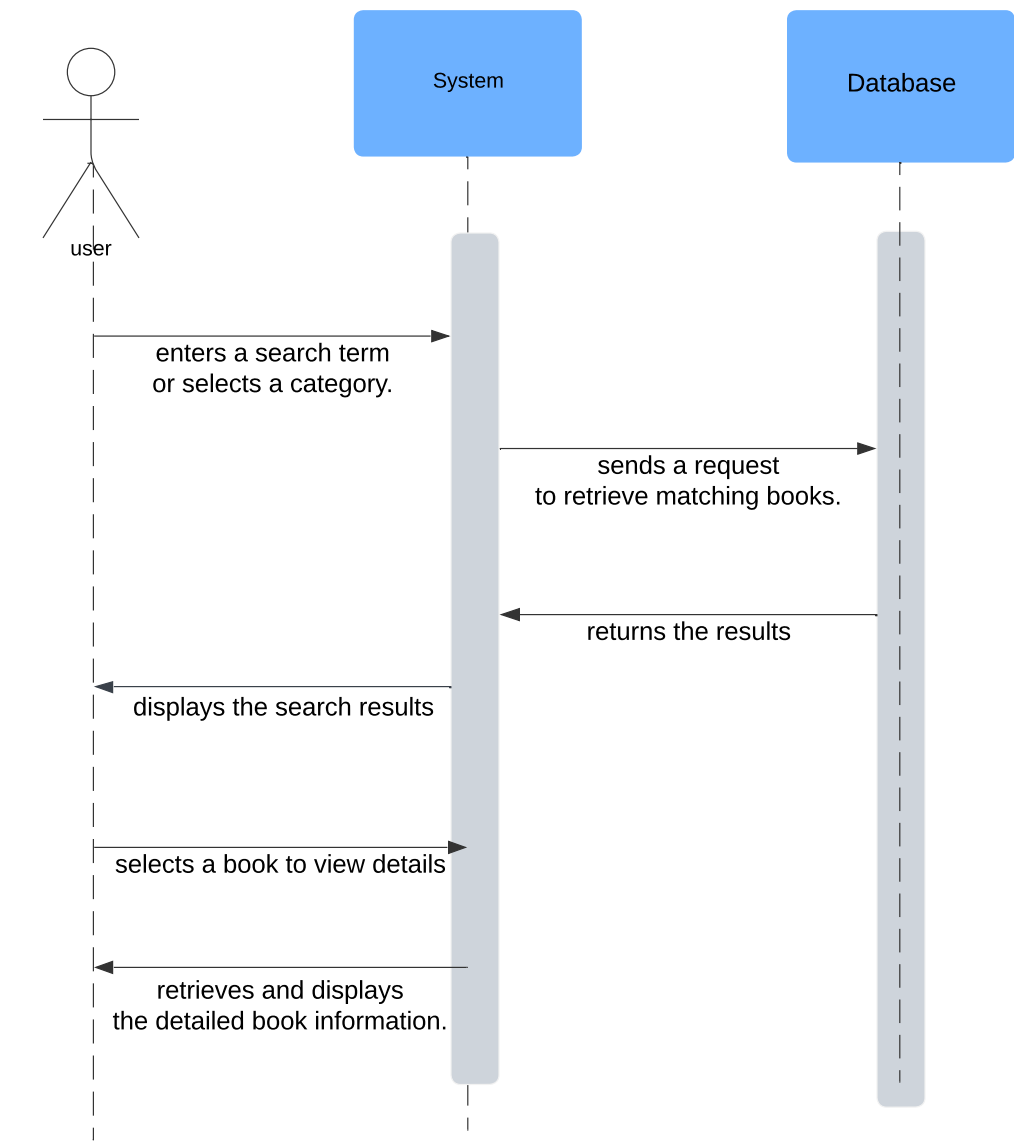 System
Database
user
enters a search term
or selects a category.
sends a request
to retrieve matching books.
returns the results
displays the search results
selects a book to view details
retrieves and displays
the detailed book information.